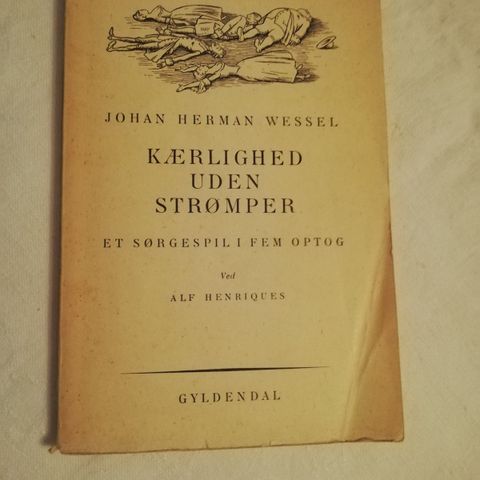 JOHAN HERMAN WESSEL
KÆRLIGHED
UDEN
STRØMPER
ET SØRGESPIL I FEM OPTOG
Ved
ALF HENRIQUES
GYLDENDAL